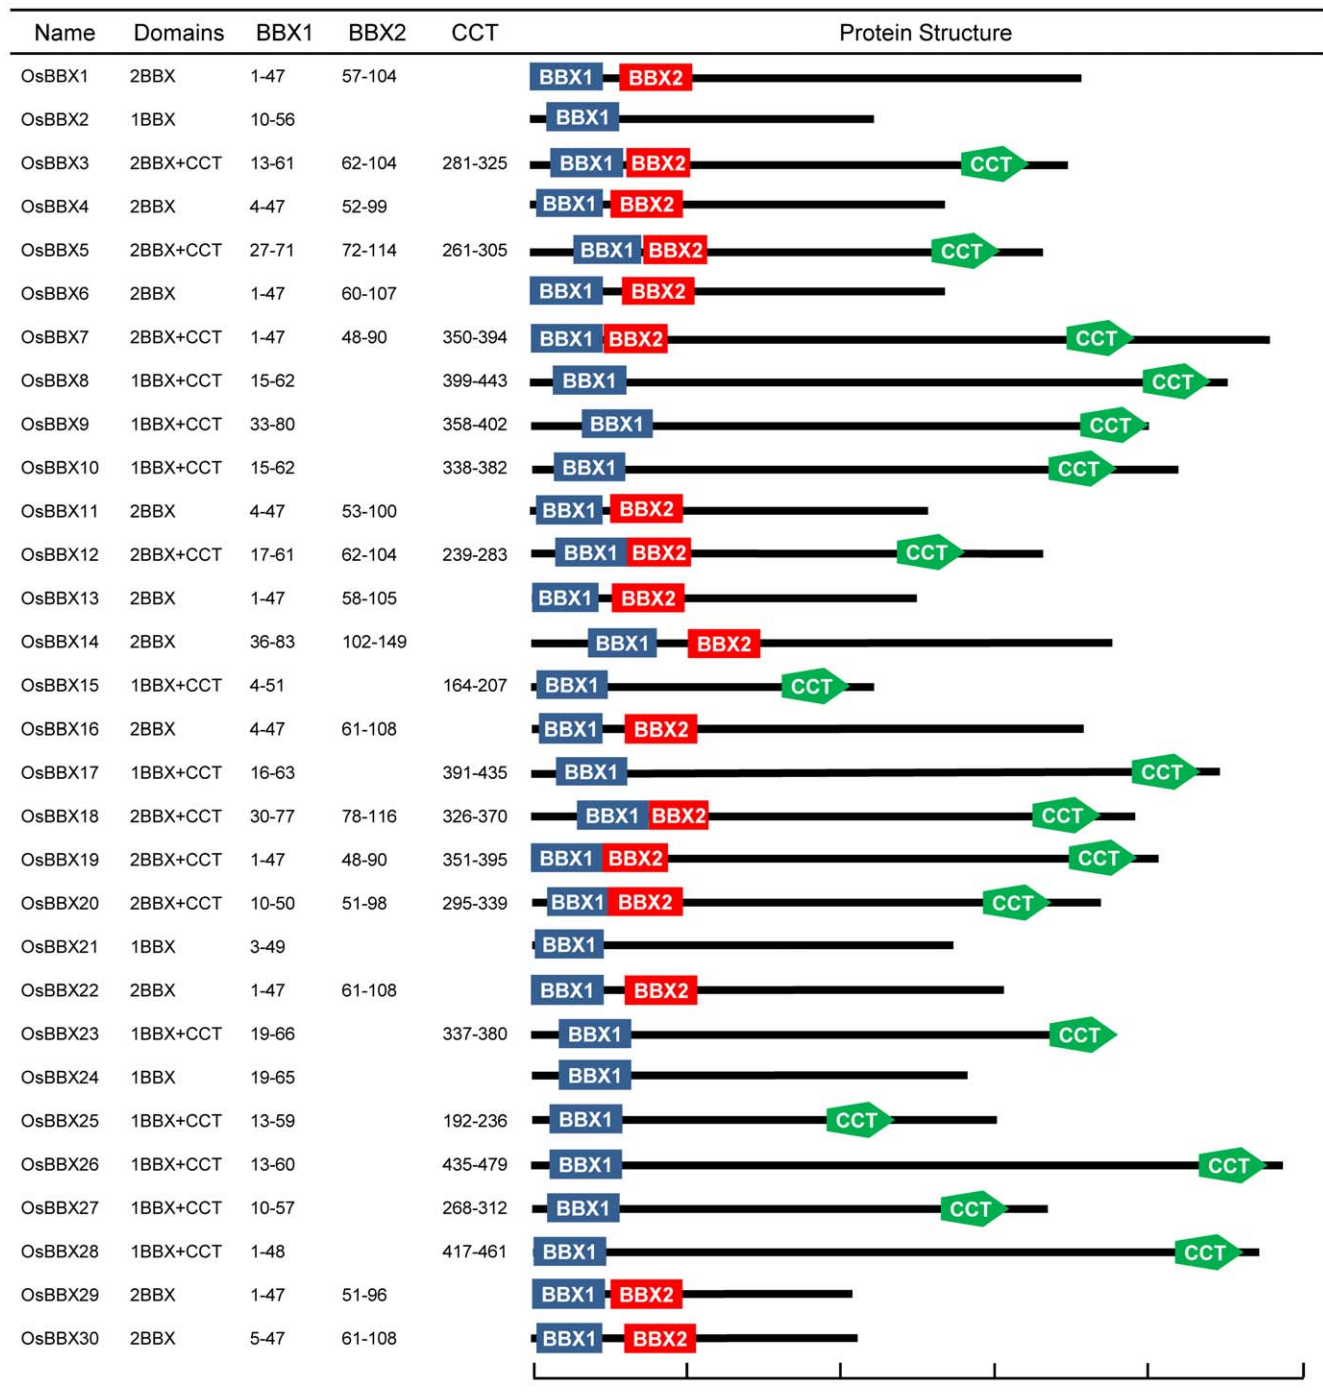 Name Domains BBX1 BBX2 CCT Protein Structure
OsBBX1 2BBX 1-47 57-104 BBX1 BBX2
OsBBX2 1BBX 10-56 BBX1
OsBBX3 2BBX+CCT 13-61 62-104 281-325 BBX1 BBX2 CCT
OsBBX4 2BBX 4-47 52-99 BBX1 BBX2
OsBBX5 2BBX+CCT 27-71 72-114 261-305 BBX1 BBX2 CCT
OsBBX6 2BBX 1-47 60-107 BBX1 BBX2
OsBBX7 2BBX+CCT 1-47 48-90 350-394 BBX1 BBX2 CCT
OsBBX8 1BBX+CCT 15-62 399-443 BBX1 CCT
OsBBX9 1BBX+CCT 33-80 358-402 BBX1 CCT
OsBBX10 1BBX+CCT 15-62 338-382 BBX1 CCT
OsBBX11 2BBX 4-47 53-100 BBX1 BBX2
OsBBX12 2BBX+CCT 17-61 62-104 239-283 BBX1 BBX2 CCT
OsBBX13 2BBX 1-47 58-105 BBX1 BBX2
OsBBX14 2BBX 36-83 102-149 BBX1 BBX2
OsBBX15 1BBX+CCT 4-51 164-207 BBX1 CCT
OsBBX16 2BBX 4-47 61-108 BBX1 BBX2
OsBBX17 1BBX+CCT 16-63 391-435 BBX1 CCT
OsBBX18 2BBX+CCT 30-77 78-116 326-370 BBX1 BBX2 CCT
OsBBX19 2BBX+CCT 1-47 48-90 351-395 BBX1 BBX2 CCT
OsBBX20 2BBX+CCT 10-50 51-98 295-339 BBX1 BBX2 CCT
OsBBX21 1BBX 3-49 BBX1
OsBBX22 2BBX 1-47 61-108 BBX1 BBX2
OsBBX23 1BBX+CCT 19-66 337-380 BBX1 CCT
OsBBX24 1BBX 19-65 BBX1
OsBBX25 1BBX+CCT 13-59 192-236 BBX1 CCT
OsBBX26 1BBX+CCT 13-60 435-479 BBX1 CCT
OsBBX27 1BBX+CCT 10-57 268-312 BBX1 CCT
OsBBX28 1BBX+CCT 1-48 417-461 BBX1 CCT
OsBBX29 2BBX 1-47 51-96 BBX1 BBX2
OsBBX30 2BBX 5-47 61-108 BBX1 BBX2